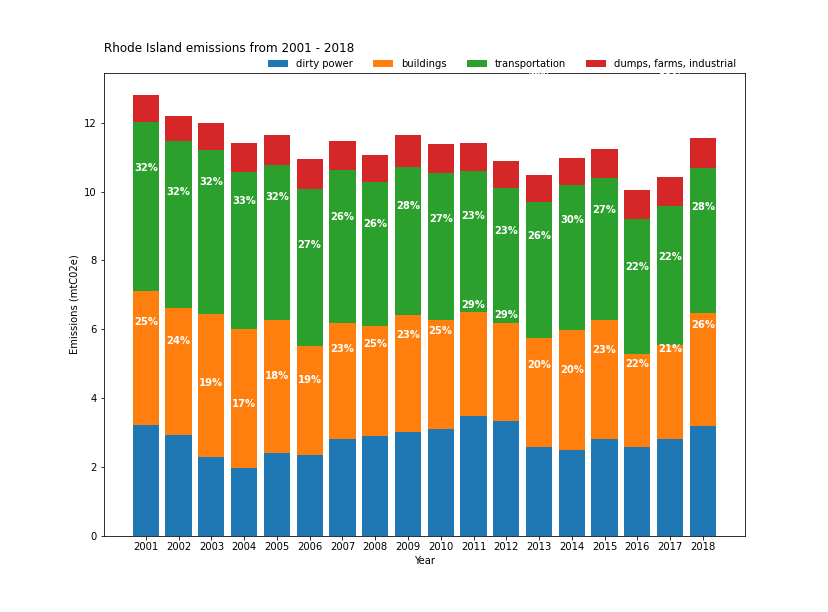 Rhode Island emissions from 2001 - 2018
dirty power buildings transportation dumps, farms, industrial
12
10
8
6
4
2
0
Emissions (mtC02e)
32% 32% 32% 33% 32% 27% 26% 26% 28% 27% 23% 23% 26% 30% 27% 22% 22% 28%
25% 24% 19% 17% 18% 19% 23% 25% 23% 25% 29% 29% 20% 20% 23% 22% 21% 26%
2001 2002 2003 2004 2005 2006 2007 2008 2009 2010 2011 2012 2013 2014 2015 2016 2017 2018
Year